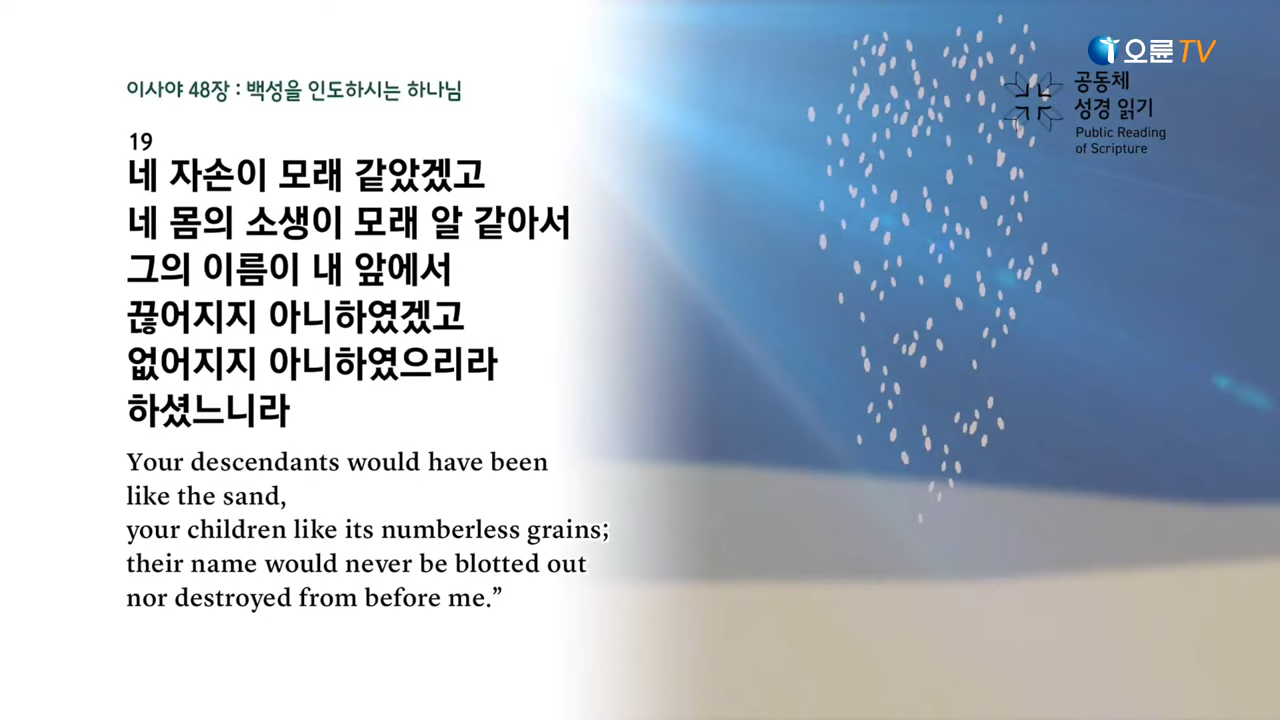 오륜TV
이사야 48장 : 백성을 인도하시는 하나님
공동체
성경 읽기
Public Reading
of Scripture
19
네 자손이 모래 같았겠고
네 몸의 소생이 모래 알 같아서
그의 이름이 내 앞에서
끊어지지 아니하였겠고
없어지지 아니하였으리라
하셨느니라
Your descendants would have been
like the sand,
your children like its numberless grains;
their name would never be blotted out
nor destroyed from before me.”